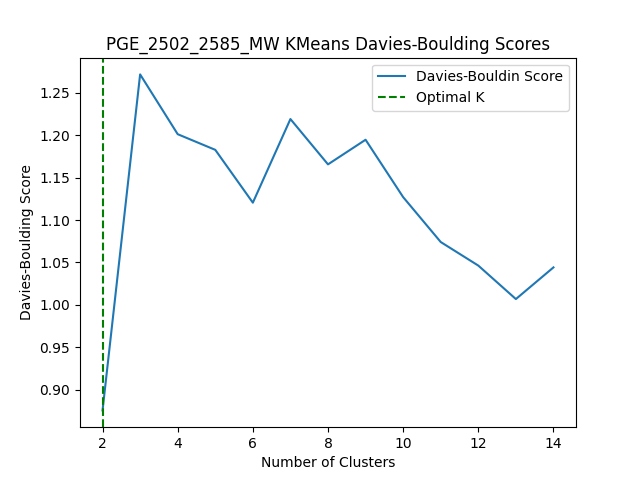 PGE_2502_2585_MW KMeans Davies-Boulding Scores
Davies-Bouldin Score
Optimal K
Davies-Boulding Score
1.25
1.20
1.15
1.10
1.05
1.00
0.95
0.90
2 4 6 8 10 12 14
Number of Clusters